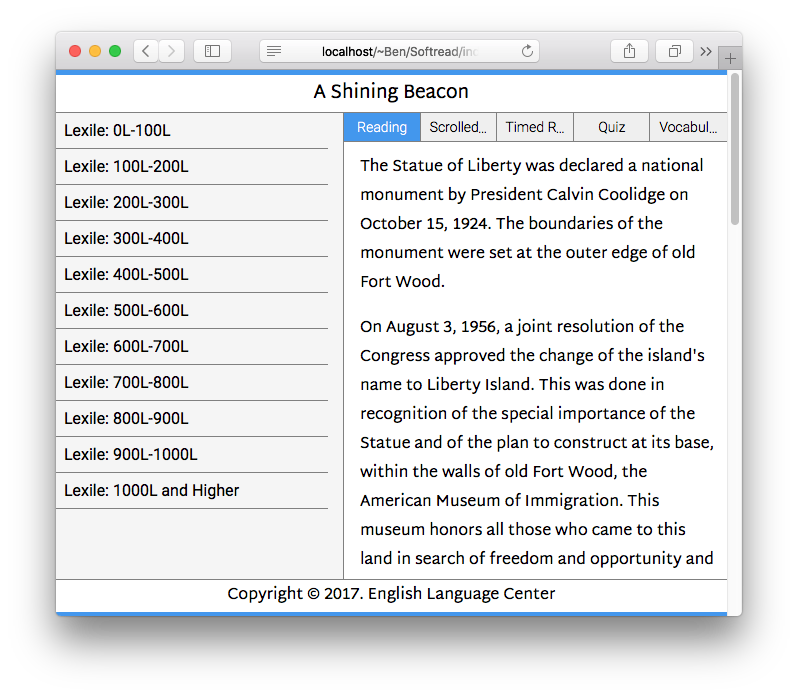 localhost/~Ben/Softread/in
A Shining Beacon
Lexile: 0L-100L
Lexile: 100L-200L
Lexile: 200L-300L
Lexile: 300L-400L
Lexile: 400L-500L
Lexile: 500L-600L
Lexile: 600L-700L
Lexile: 700L-800L
Lexile: 800L-900L
Lexile: 900L-1000L
Lexile: 1000L and Higher
Reading Scrolled... Timed R... Quiz Vocabul...
The Statue of Liberty was declared a national
monument by President Calvin Coolidge on
October 15, 1924. The boundaries of the
monument were set at the outer edge of old
Fort Wood.
On August 3, 1956, a joint resolution of the
Congress approved the change of the island's
name to Liberty Island. This was done in
recognition of the special importance of the
Statue and of the plan to construct at its base,
within the walls of old Fort Wood, the
American Museum of Immigration. This
museum honors all those who came to this
land in search of freedom and opportunity and
Copyright © 2017. English Language Center